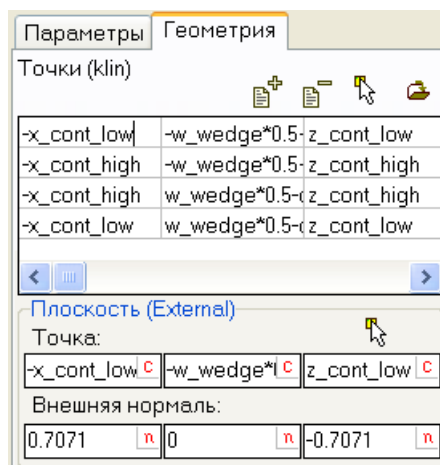 Параметры Геометрия
Точки (klin)
-x_cont_low -w_wedge*0.5- z_cont_low
-x_cont_high -w_wedge*0.5- z_cont_high
-x_cont_high w_wedge*0.5- z_cont_high
-x_cont_low w_wedge*0.5- z_cont_low
Плоскость (External)
Точка:
-x_cont_low c -w_wedge* c z_cont_low c
Внешняя нормаль:
0.7071 n 0 n -0.7071 n